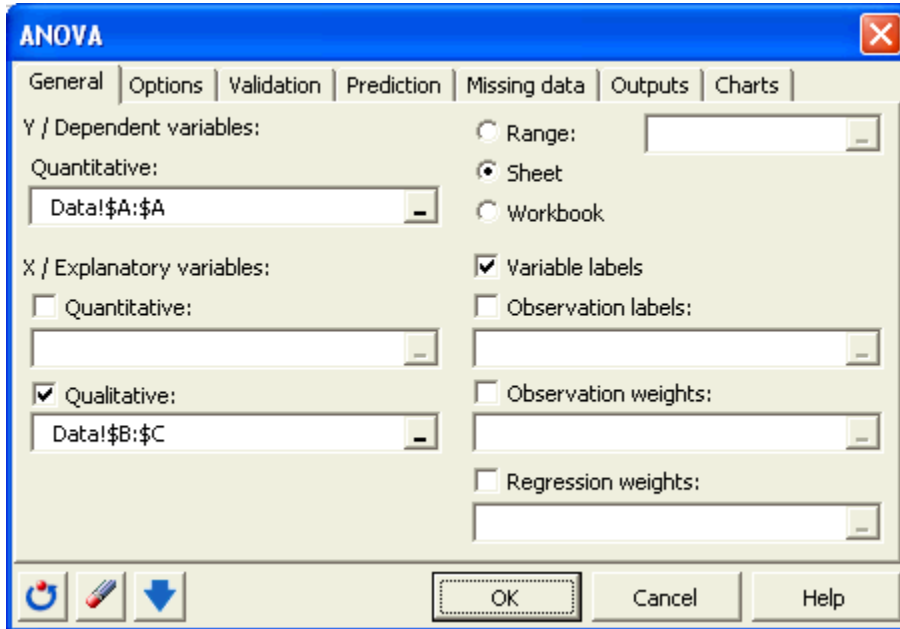 ANOVA
General Options Validation Prediction Missing data Outputs Charts
Y / Dependent variables:
Quantitative:
Data!$A:$A
X / Explanatory variables:
Quantitative:
Qualitative:
Data!$B:$C
Range:
Sheet
Workbook
Variable labels
Observation labels:
Observation weights:
Regression weights:
OK Cancel Help